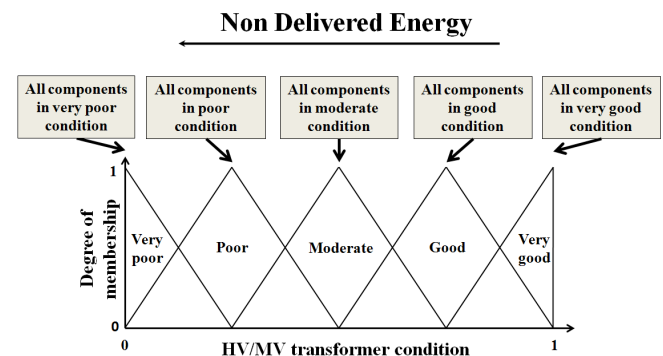 Non Delivered Energy
All components
in very poor
condition
All components
in poor
condition
All components
in moderate
condition
All components
in good
condition
All components
in very good
condition
1
Degree of
membership
Very
poor
Poor
Moderate
Good
Very
good
0
0
HV/MV transformer condition
1